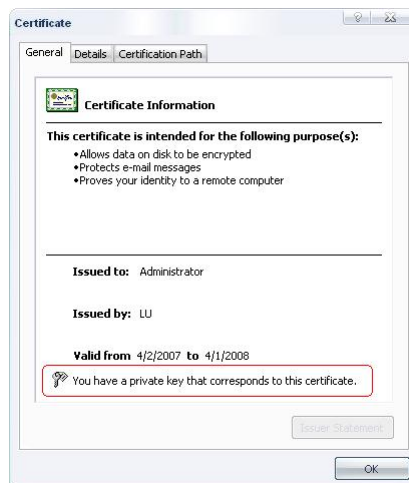 Certificate
General Details Certification Path
Certificate Information
This certificate is intended for the following purpose(s):
•Allows data on disk to be encrypted
•Protects e-mail messages
•Proves your identity to a remote computer
Issued to: Administrator
Issued by: LU
Valid from 4/2/2007 to 4/1/2008
You have a private key that corresponds to this certificate.
Issuer Statement
OK